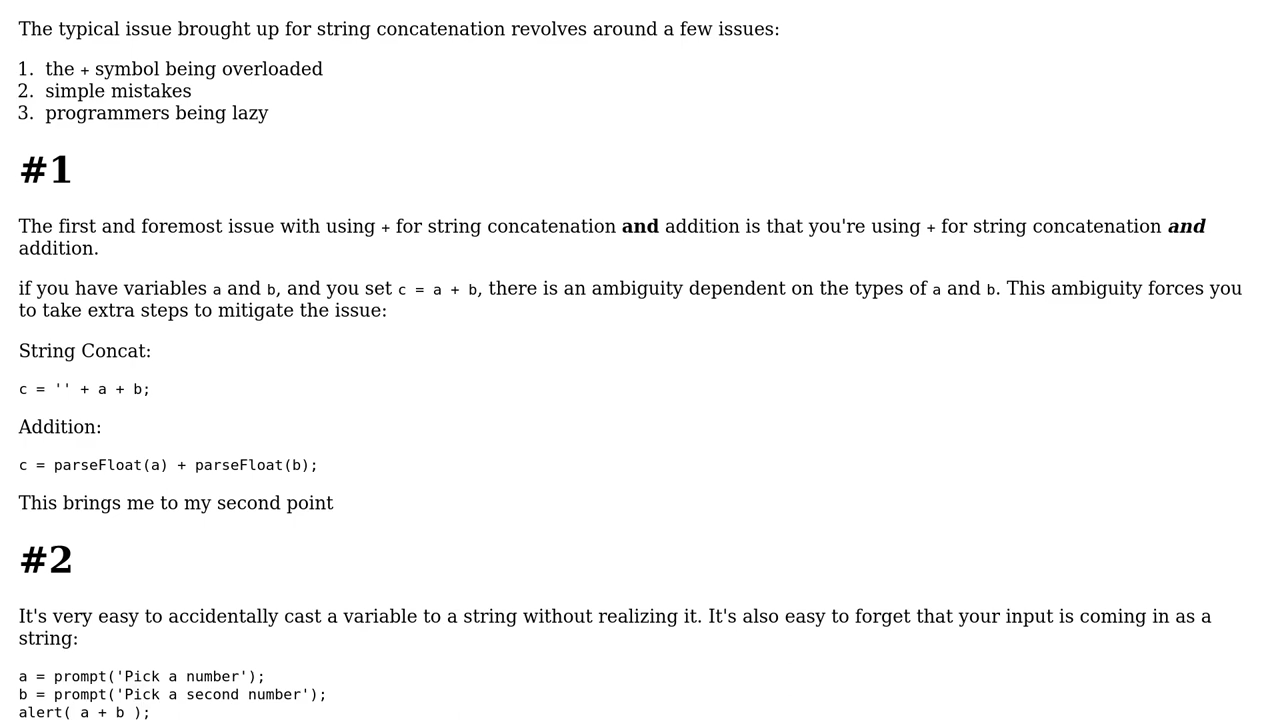 The typical issue brought up for string concatenation revolves around a few issues:
1. the + symbol being overloaded
2. simple mistakes
3. programmers being lazy
#1
The first and foremost issue with using + for string concatenation and addition is that you're using + for string concatenation and
addition.
if you have variables a and b, and you set c = a + b, there is an ambiguity dependent on the types of a and b. This ambiguity forces you
to take extra steps to mitigate the issue:
String Concat:
c = '' + a + b;
Addition:
c = parseFloat(a) + parseFloat(b);
This brings me to my second point
#2
It's very easy to accidentally cast a variable to a string without realizing it. It's also easy to forget that your input is coming in as a
string:
a = prompt('Pick a number');
b = prompt('Pick a second number');
alert( a + b );